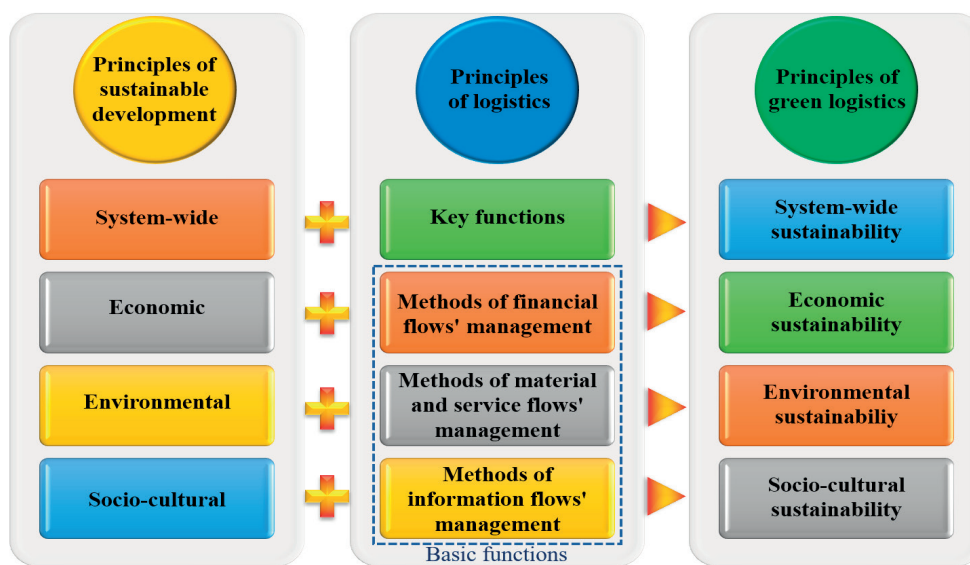 Principles of
sustainable
development
Principles
of logistics
Principles of
green logistics
System-wide
Key functions
System-wide
sustainability
Economic
Methods of financial
flows' management
Economic
sustainability
Environmental
Methods of material
and service flows'
management
Environmental
sustainabiliy
Socio-cultural
Methods of
information flows'
management
Socio-cultural
sustainability
Basic functions